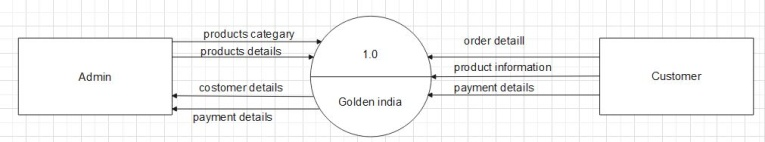 products categary
products details
Admin
costomer details
payment details
1.0
Golden india
order detaill
product information
payment details
Customer